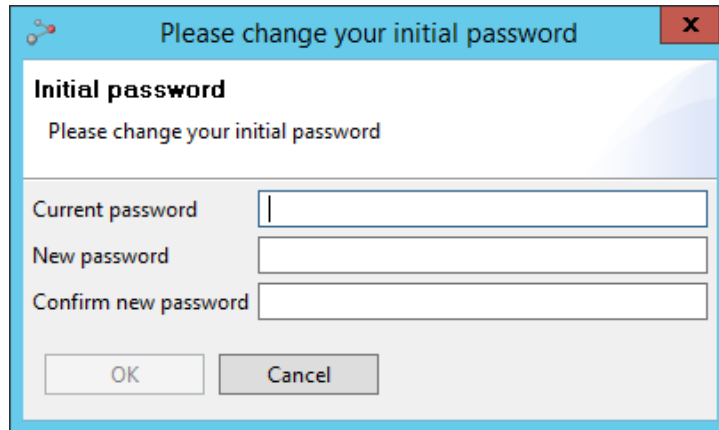 Please change your initial password
x
Initial password
Please change your initial password
Current password
New password
Confirm new password
OK
Cancel